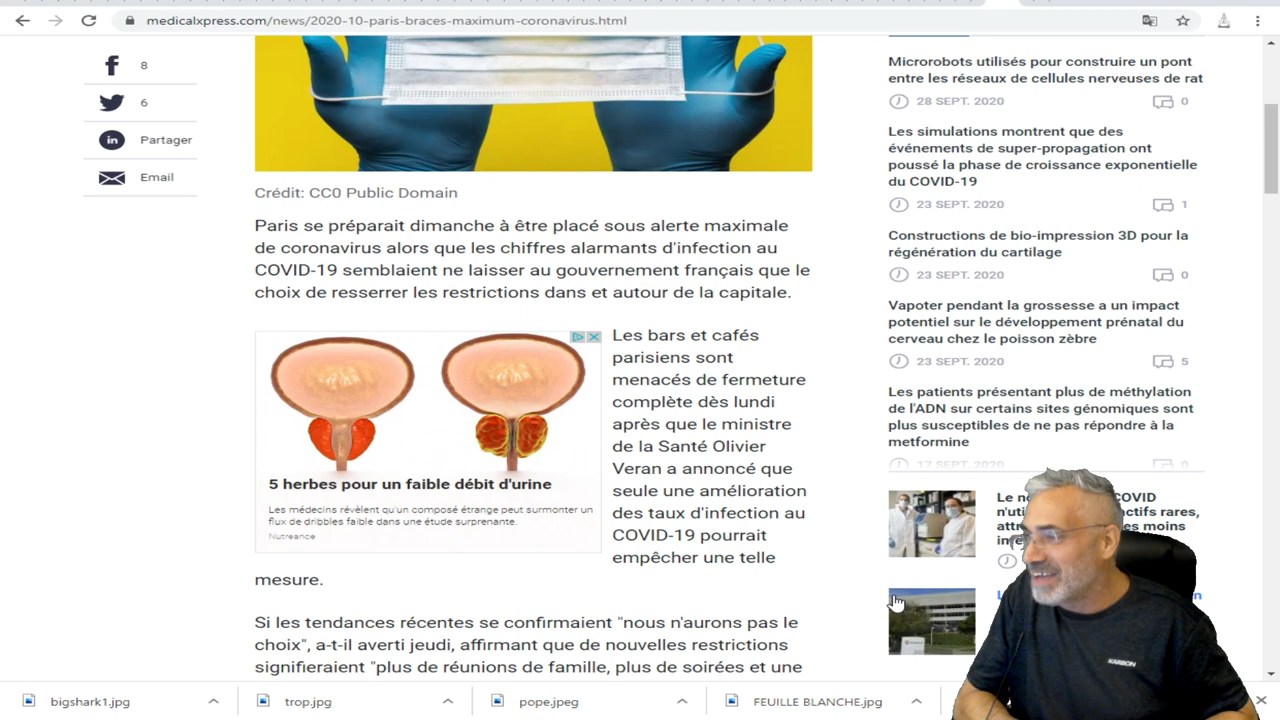 medicalxpress.com/news/2020-10-paris-braces-maximum-coronavirus.html
8
6
Partager
Email
Crédit: CC0 Public Domain
Paris se préparait dimanche à être placé sous alerte maximale
de coronavirus alors que les chiffres alarmants d'infection au
COVID-19 semblaient ne laisser au gouvernement français que le
choix de resserrer les restrictions dans et autour de la capitale.
5 herbes pour un faible débit d'urine
Les médecins révèlent qu'un composé étrange peut surmonter un
flux de dribbles faible dans une étude surprenante.
Nutreance
Les bars et cafés
parisiens sont
menacés de fermeture
complète dès lundi
après que le ministre
de la Santé Olivier
Veran a annoncé que
seule une amélioration
des taux d'infection au
COVID-19 pourrait
empêcher une telle
mesure.
Si les tendances récentes se confirmaient "nous n'aurons pas le
choix", a-t-il averti jeudi, affirmant que de nouvelles restrictions
signifieraient "plus de réunions de famille, plus de soirées et une
Microrobots utilisés pour construire un pont
entre les réseaux de cellules nerveuses de rat
28 SEPT. 2020 0
Les simulations montrent que des
événements de super-propagation ont
poussé la phase de croissance exponentielle
du COVID-19
23 SEPT. 2020 1
Constructions de bio-impression 3D pour la
régénération du cartilage
23 SEPT. 2020 0
Vapoter pendant la grossesse a un impact
potentiel sur le développement prénatal du
cerveau chez le poisson zèbre
23 SEPT. 2020 5
Les patients présentant plus de méthylation
de l'ADN sur certains sites génomiques sont
plus susceptibles de ne pas répondre à la
metformine
17 SEPT. 2020 0
Le OVID
n'ut actifs rares,
moins
KARBON
bigshark1.jpg
trop.jpg
pope.jpeg
FEUILLE BLANCHE.jpg